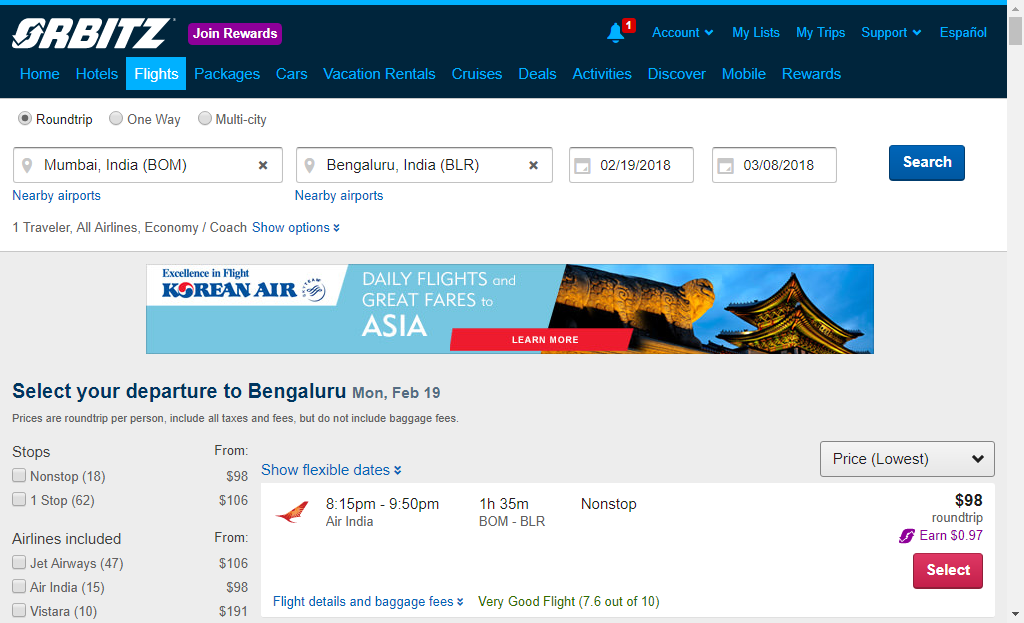 ORBITZ Join Rewards 1 Account My Lists My Trips Support Español
Home Hotels Flights Packages Cars Vacation Rentals Cruises Deals Activities Discover Mobile Rewards
Roundtrip One Way Multi-city
Mumbai, India (BOM) Bengaluru, India (BLR) 02/19/2018 03/08/2018 Search
Nearby airports Nearby airports
1 Traveler, All Airlines, Economy / Coach Show options
Excellence in Flight
KOREAN AIR
DAILY FLIGHTS and
GREAT FARES to
ASIA
LEARN MORE
Select your departure to Bengaluru Mon, Feb 19
Prices are roundtrip per person, include all taxes and fees, but do not include baggage fees.
Stops From:
Nonstop (18) $98
1 Stop (62) $106
Airlines included From:
Jet Airways (47) $106
Air India (15) $98
Vistara (10) $191
Show flexible dates Price (Lowest)
8:15pm - 9:50pm 1h 35m Nonstop $98
Air India BOM - BLR roundtrip
Earn $0.97
Select
Flight details and baggage fees Very Good Flight (7.6 out of 10)